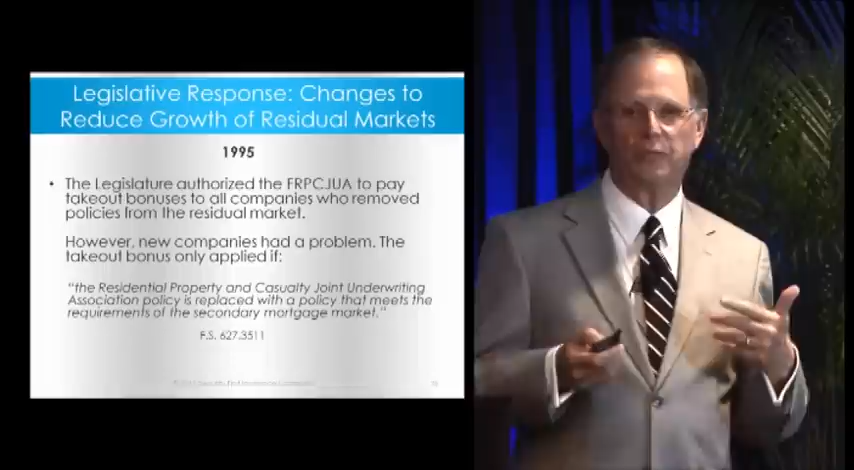 Legislative Response: Changes to
Reduce Growth of Residual Markets
1995
• The Legislature authorized the FRPCJUA to pay
takeout bonuses to all companies who removed
policies from the residual market.
However, new companies had a problem. The
takeout bonus only applied if:
"the Residential Property and Casualty Joint Underwriting
Association policy is replaced with a policy that meets the
requirements of the secondary mortgage market."
F.S. 627.3511